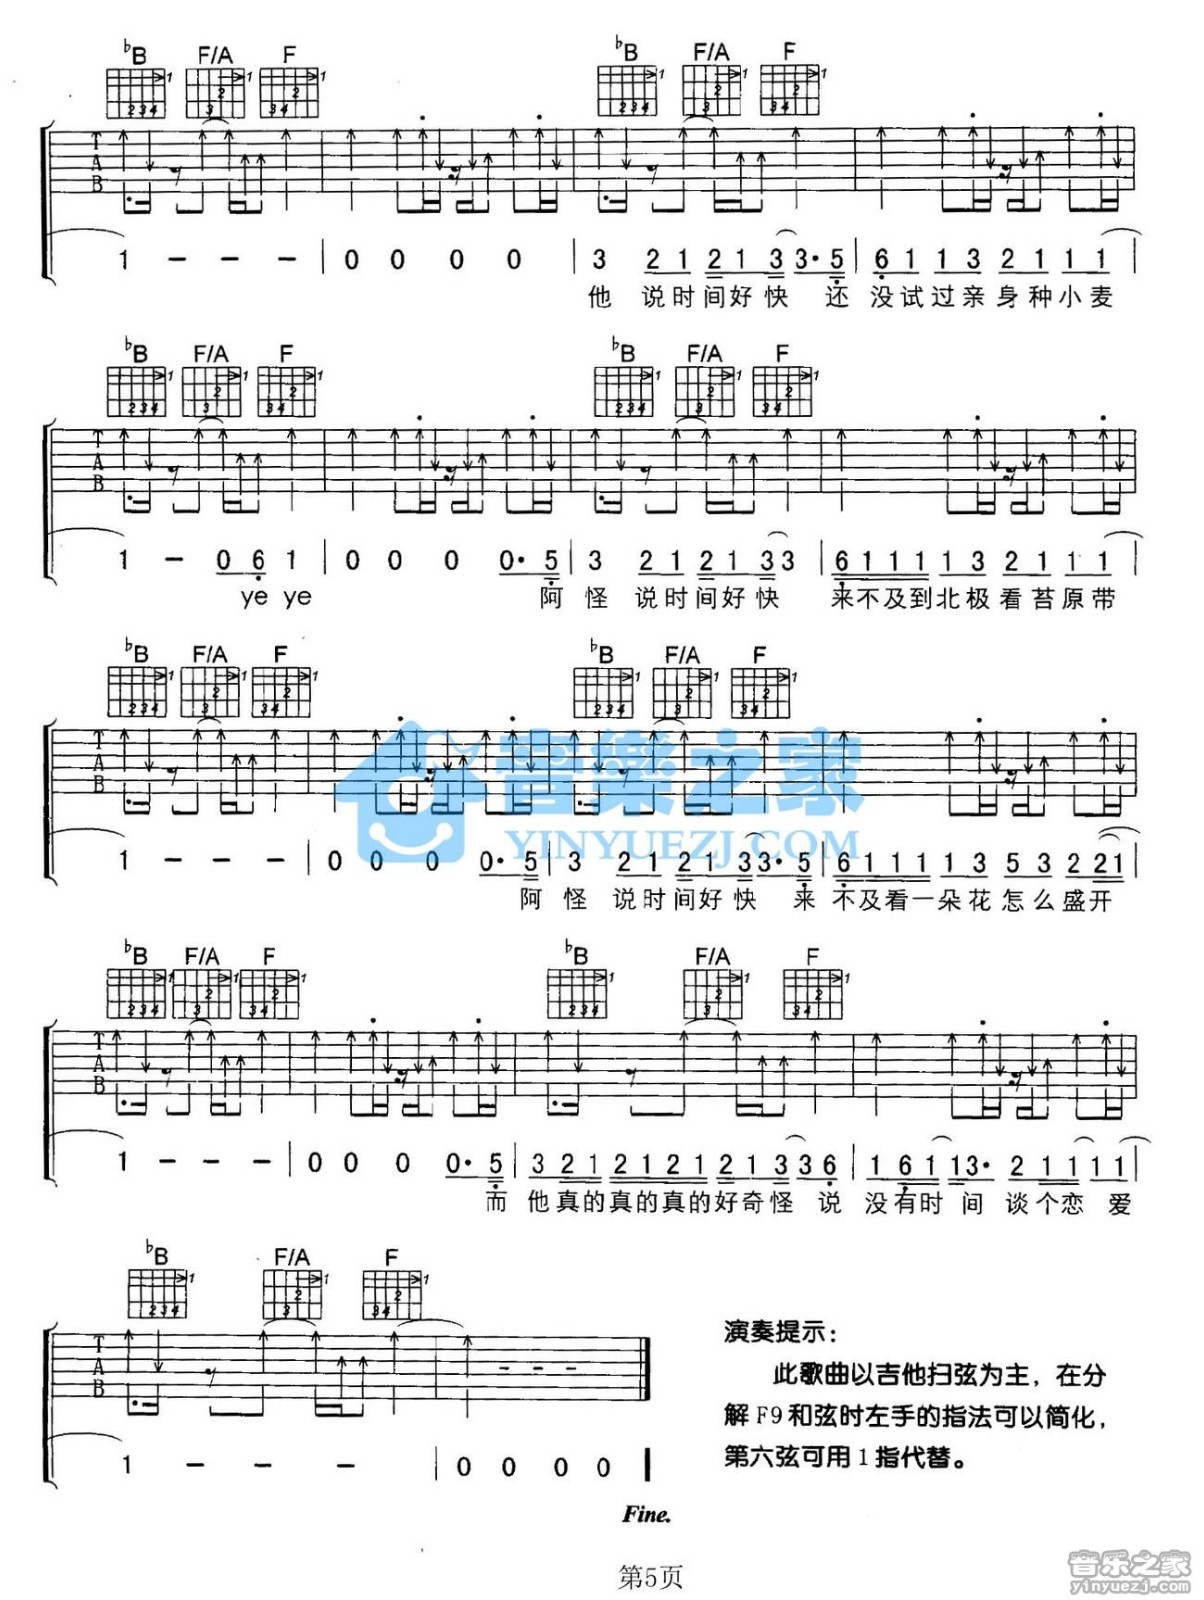 ♭B F/A F ♭B F/A F
T
A
B
1 - - - | 0 0 0 0 | 3 2 1 2 1 3 3· 5 | 6 1 1 3 2 1 1 1 |
他 说时间好快 还 没试过亲身种小麦
♭B F/A F ♭B F/A F
T
A
B
1 - 0 6 1 | 0 0 0 0· 5 | 3 2 1 2 1 3 3 | 6 1 1 1 1 3 2 1 1 1 |
ye ye 阿 怪 说时间好快 来不及到北极看苔原带
♭B F/A F ♭B F/A F
T
A
B
1 - - - | 0 0 0 0· 5 | 3 2 1 2 1 3 3· 5 | 6 1 1 1 1 3 5 3 2 2 1 |
阿 怪 说时间好快 来 不及看一朵花怎么盛开
♭B F/A F ♭B F/A F
T
A
B
1 - - - | 0 0 0 0· 5 | 3 2 1 2 1 2 1 2 1 3 3 6 | 1 6 1 1 3· 2 1 1 1 1 |
而 他真的真的真的好奇怪 说 没有时间 谈个恋 爱
♭B F/A F
T
A
B
1 - - - | 0 0 0 0
演奏提示:
此歌曲以吉他扫弦为主,在分
解F9和弦时左手的指法可以简化,
第六弦可用1指代替。
Fine.
第5页
音樂之家
YINYUEZJ.COM
音乐之家
yinyuezj.com